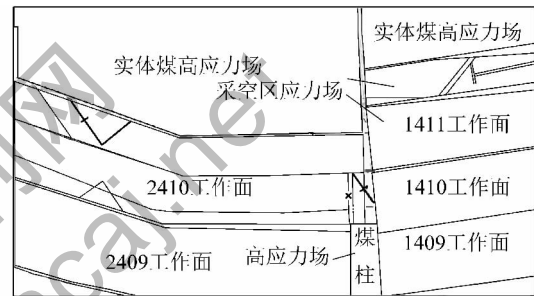 实体煤高应力场
实体煤高应力场
采空区应力场
1411工作面
2410工作面
1410工作面
2409工作面
高应力场
煤柱
1409工作面